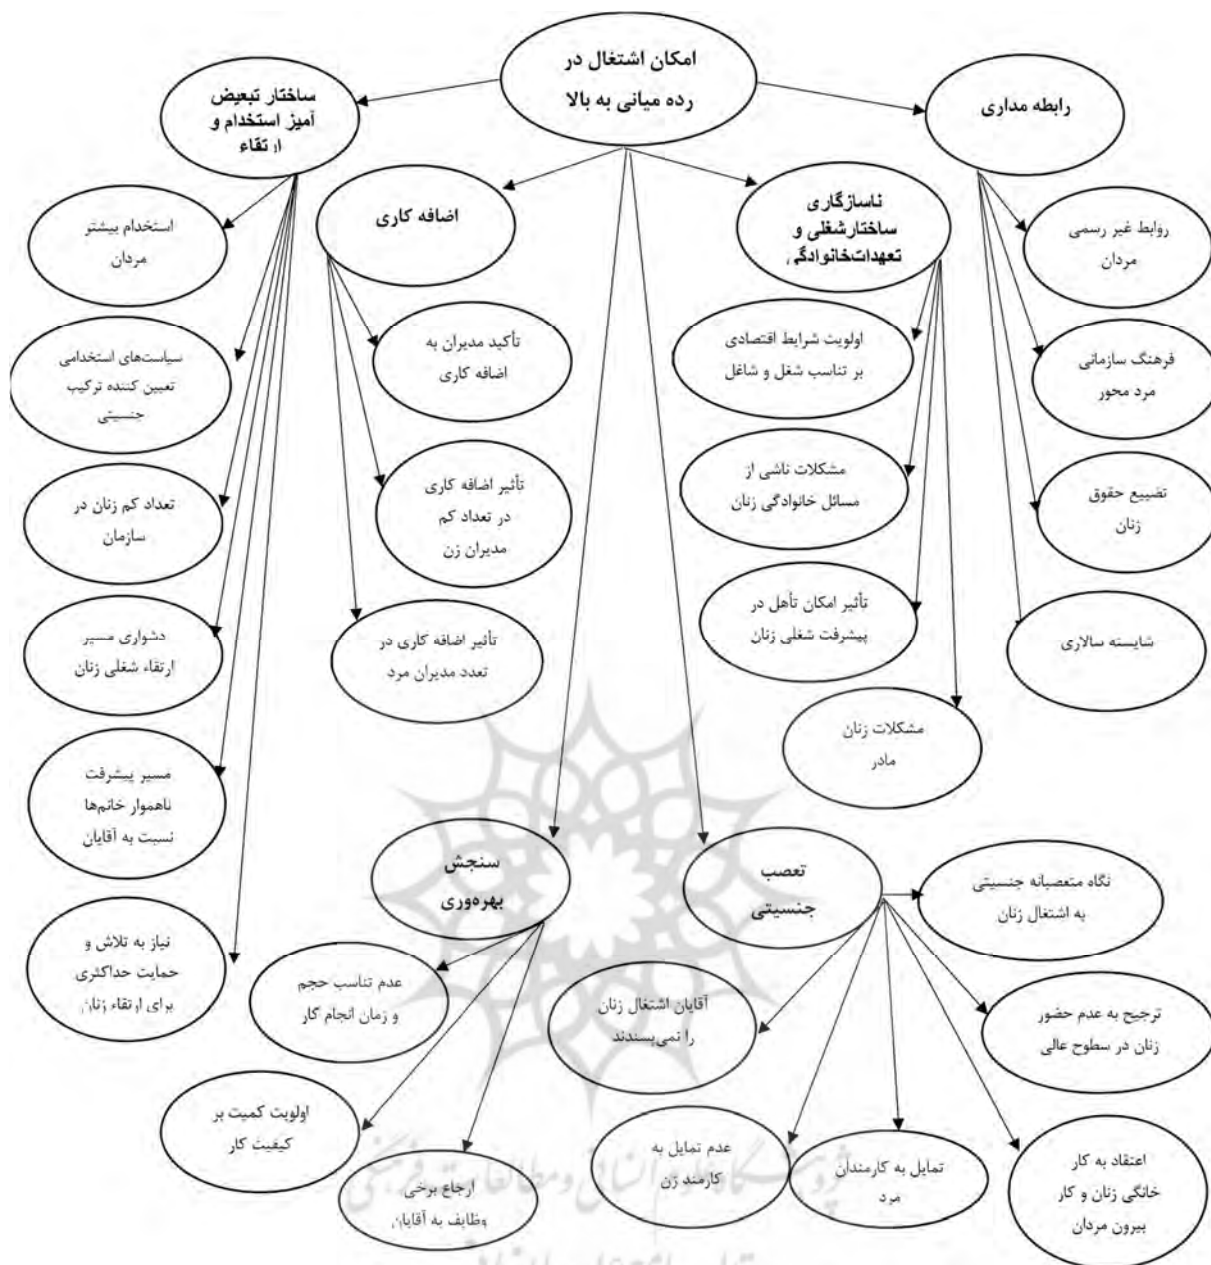 امکان اشتغال در
رده میانی به بالا
رابطه مداری
روابط غیر رسمی
مردان
فرهنگ سازمانی
مرد محور
تضییع حقوق
زنان
شایسته سالاری
ناسازگاری
ساختارشغلی و
تعهدات‌خانوادگی
اولویت شرایط اقتصادی
بر تناسب شغل و شاغل
مشکلات ناشی از
مسائل خانوادگی زنان
تأثیر امکان تأهل در
پیشرفت شغلی زنان
مشکلات زنان
مادر
اضافه کاری
تأکید مدیران به
اضافه کاری
تأثیر اضافه کاری
در تعداد کم
مدیران زن
تأثیر اضافه کاری در
تعدد مدیران مرد
ساختار تبعیض
آمیز استخدام و
ارتقاء
استخدام بیشتر
مردان
سیاست‌های استخدامی
تعیین کننده ترکیب
جنسیتی
تعداد کم زنان در
سازمان
دشواری مسیر
ارتقاء شغلی زنان
مسیر پیشرفت
ناهموار خانم‌ها
نسبت به آقایان
نیاز به تلاش و
حمایت حداکثری
برای ارتقاء زنان
تعصب
جنسیتی
نگاه متعصبانه جنسیتی
به اشتغال زنان
ترجیح به عدم حضور
زنان در سطوح عالی
اعتقاد به کار
خانگی زنان و کار
بیرون مردان
تمایل به کارمندان
مرد
عدم تمایل به
کارمند زن
آقایان اشتغال زنان
را نمی‌پسندند
سنجش
بهره‌وری
عدم تناسب حجم
و زمان انجام کار
اولویت کمیت بر
کیفیت کار
ارجاع برخی
وظایف به آقایان
پژوهشگاه علوم انسانی و مطالعات فرهنگی